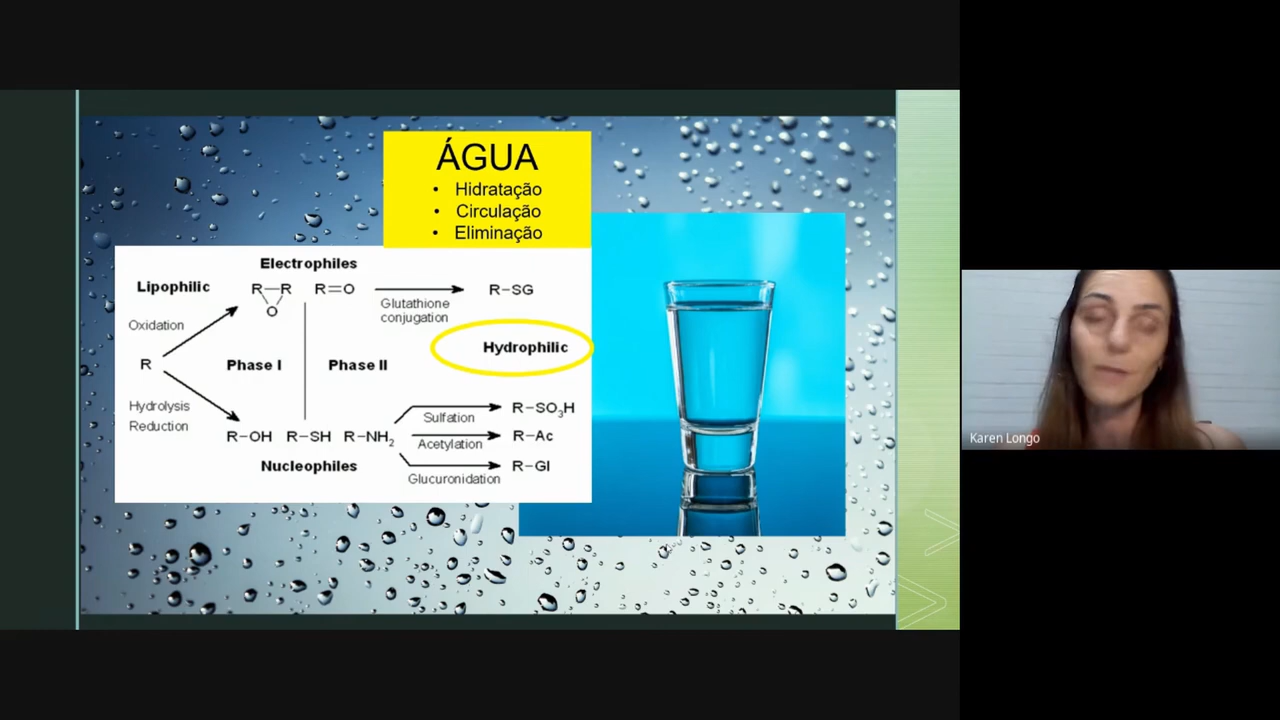 ÁGUA
• Hidratação
• Circulação
• Eliminação
Electrophiles
Lipophilic
R—R
O
R=O
R–SG
Glutathione
conjugation
Oxidation
Hydrophilic
R
Phase I
Phase II
Hydrolysis
Reduction
Sulfation
R–SO3H
R–OH R–SH R–NH2
Acetylation
R–Ac
Nucleophiles
R–Gl
Glucuronidation
Karen Longo